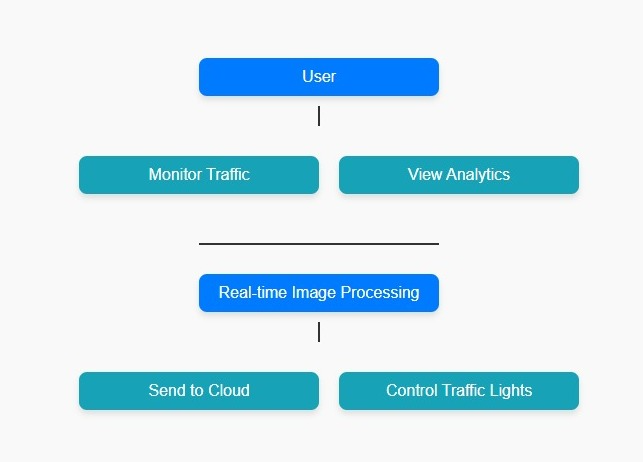 User
Monitor Traffic
View Analytics
Real-time Image Processing
Send to Cloud
Control Traffic Lights